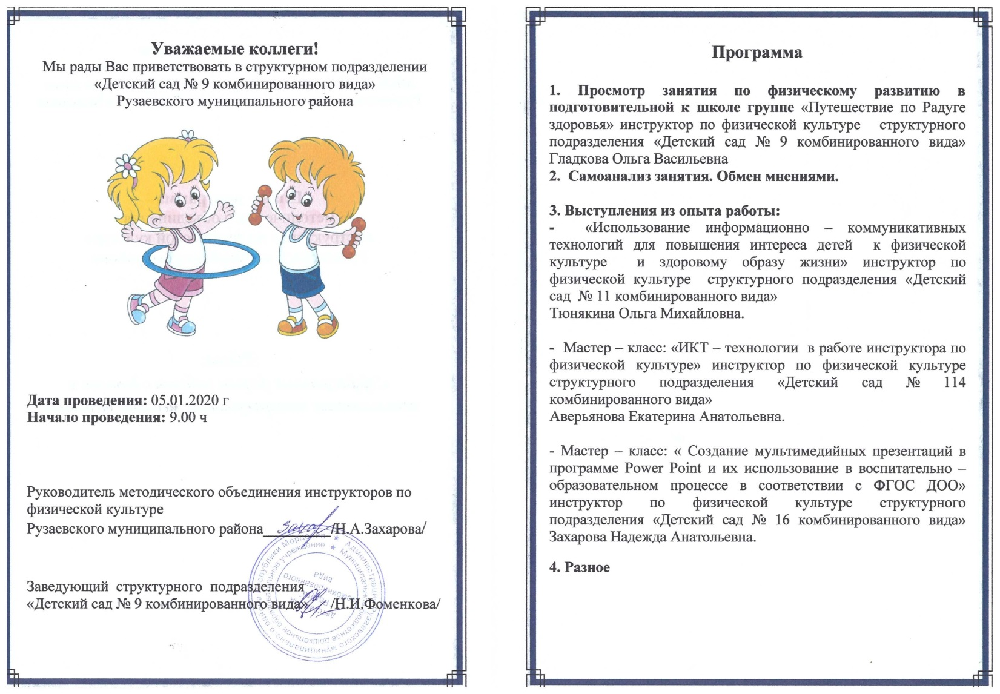 Уважаемые коллеги!
Мы рады Вас приветствовать в структурном подразделении
«Детский сад № 9 комбинированного вида»
Рузаевского муниципального района
Дата проведения: 05.01.2020 г
Начало проведения: 9.00 ч
Руководитель методического объединения инструкторов по
физической культуре
Рузаевского муниципального района_________/Н.А.Захарова/
Заведующий структурного подразделения
«Детский сад № 9 комбинированного вида»____/Н.И.Фоменкова/
Программа
1. Просмотр занятия по физическому развитию в
подготовительной к школе группе «Путешествие по Радуге
здоровья» инструктор по физической культуре структурного
подразделения «Детский сад № 9 комбинированного вида»
Гладкова Ольга Васильевна
2. Самоанализ занятия. Обмен мнениями.
3. Выступления из опыта работы:
- «Использование информационно – коммуникативных
технологий для повышения интереса детей к физической
культуре и здоровому образу жизни» инструктор по
физической культуре структурного подразделения «Детский
сад № 11 комбинированного вида»
Тюнякина Ольга Михайловна.
- Мастер – класс: «ИКТ – технологии в работе инструктора по
физической культуре» инструктор по физической культуре
структурного подразделения «Детский сад № 114
комбинированного вида»
Аверьянова Екатерина Анатольевна.
- Мастер – класс: « Создание мультимедийных презентаций в
программе Power Point и их использование в воспитательно –
образовательном процессе в соответствии с ФГОС ДОО»
инструктор по физической культуре структурного
подразделения «Детский сад № 16 комбинированного вида»
Захарова Надежда Анатольевна.
4. Разное